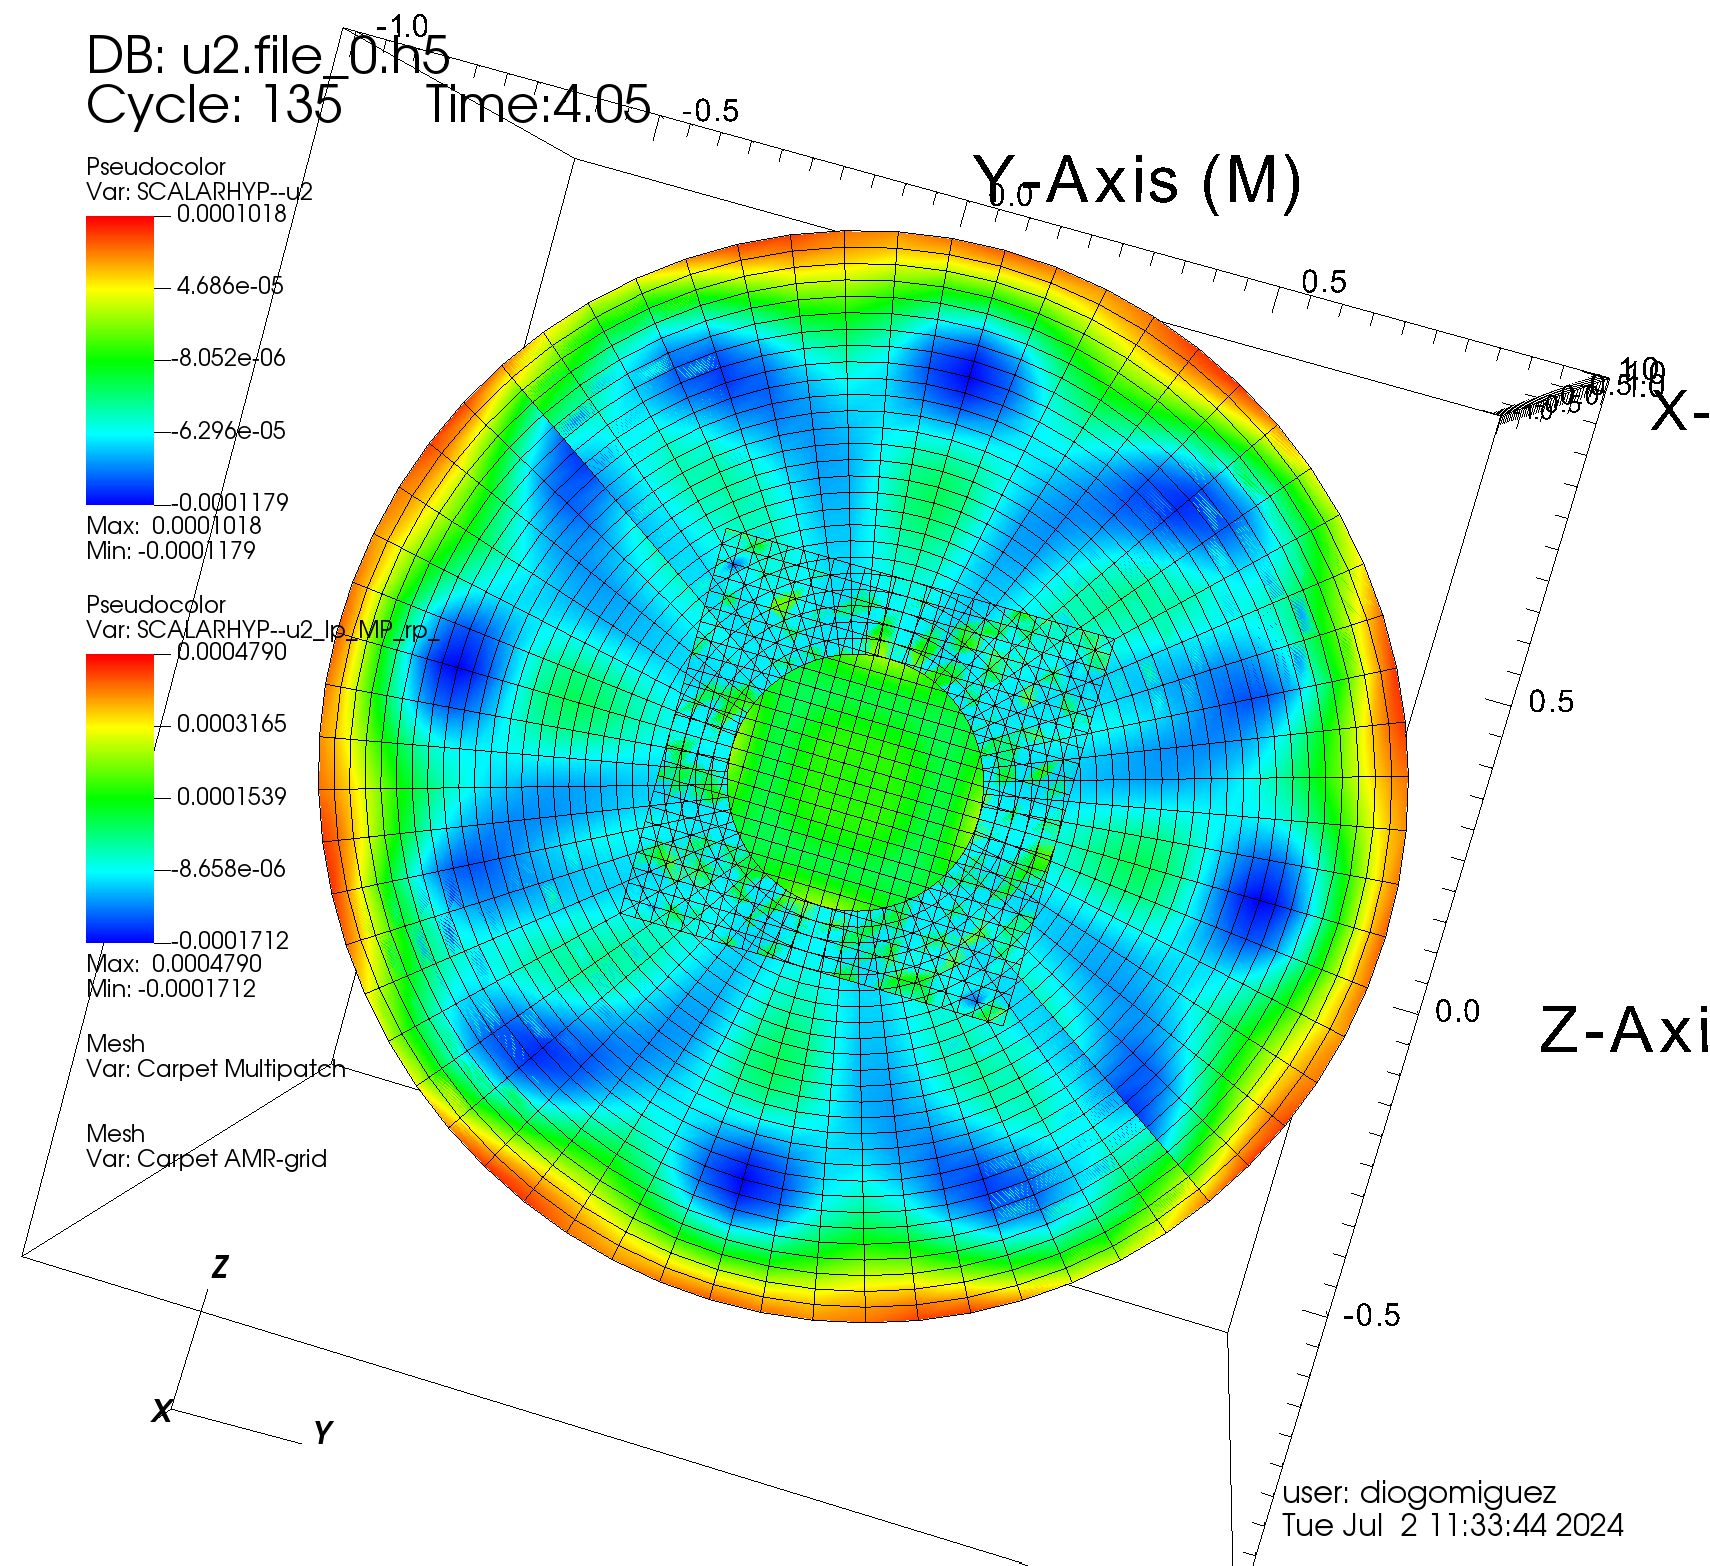 DB: u2.file_0.h5
Cycle: 135 Time:4.05
Pseudocolor
Var: SCALARHYP--u2
0.0001018
4.686e-05
-8.052e-06
-6.296e-05
-0.0001179
Max: 0.0001018
Min: -0.0001179
Pseudocolor
Var: SCALARHYP--u2_lp_MP_rp_
0.0004790
0.0003165
0.0001539
-8.658e-06
-0.0001712
Max: 0.0004790
Min: -0.0001712
Mesh
Var: Carpet Multipatch
Mesh
Var: Carpet AMR-grid
-1.0
-0.5
Y-Axis (M)
0.0
0.5
1.0
X-
0.5
0.0
Z-Axi
-0.5
Z
X
Y
user: diogomiguez
Tue Jul 2 11:33:44 2024